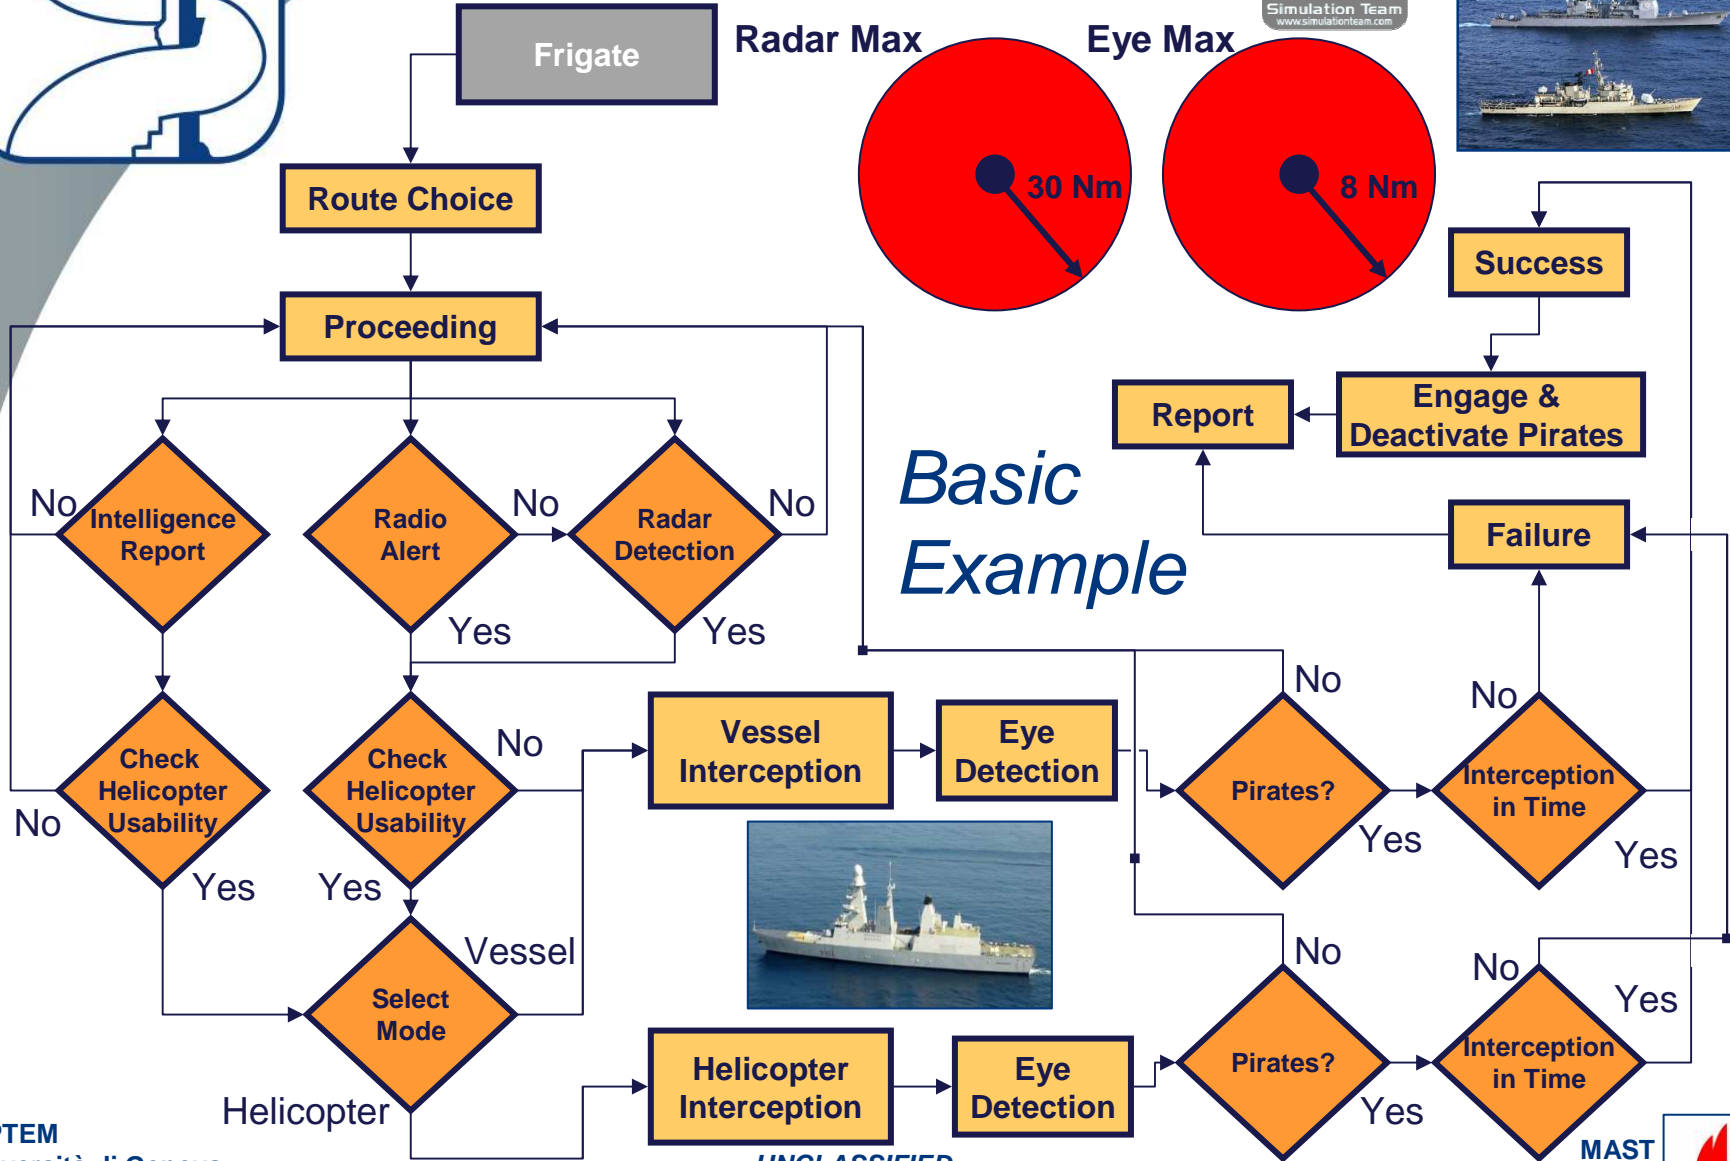 Simulation Team
www.simulationteam.com
Frigate
Radar Max
Eye Max
30 Nm
8 Nm
Route Choice
Success
Proceeding
Engage &
Deactivate Pirates
Report
Basic
Example
No
Intelligence
Report
Radio
Alert
No
Radar
Detection
No
Failure
Yes
Yes
No
No
Check
Helicopter
Usability
No
Check
Helicopter
Usability
No
Vessel
Interception
Eye
Detection
Pirates?
Interception
in Time
Yes
Yes
Yes
Yes
Vessel
No
No
Yes
Select
Mode
Helicopter
Helicopter
Interception
Eye
Detection
Pirates?
Interception
in Time
Yes
MAST